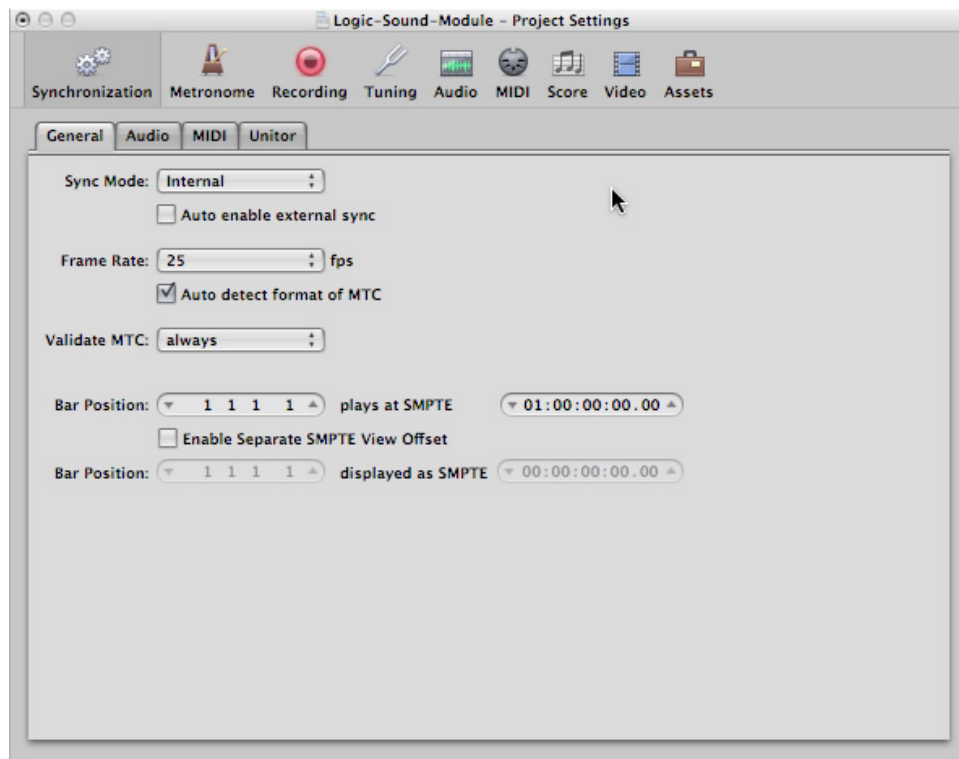 Logic-Sound-Module - Project Settings
Synchronization Metronome Recording Tuning Audio MIDI Score Video Assets
General Audio MIDI Unitor
Sync Mode: Internal
Auto enable external sync
Frame Rate: 25 fps
Auto detect format of MTC
Validate MTC: always
Bar Position: 1 1 1 1 plays at SMPTE 01:00:00:00.00
Enable Separate SMPTE View Offset
Bar Position: 1 1 1 1 displayed as SMPTE 00:00:00:00.00